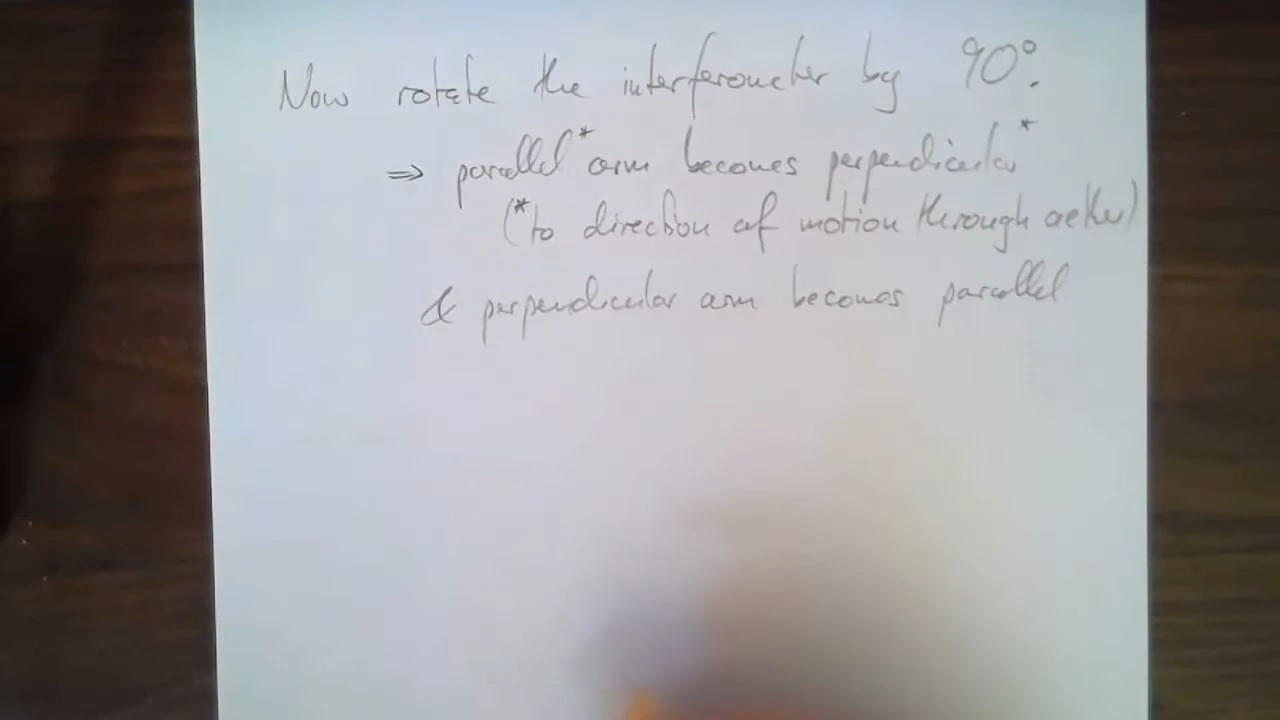 Now rotate the interferometer by 90°.
⇒ parallel* arm becomes perpendicular*
(*to direction of motion through aether)
& perpendicular arm becomes parallel